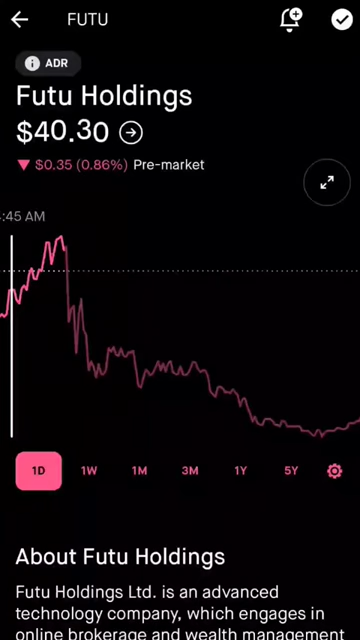 FUTU
ADR
Futu Holdings
$40.30
$0.35 (0.86%) Pre-market
:45 AM
1D 1W 1M 3M 1Y 5Y
About Futu Holdings
Futu Holdings Ltd. is an advanced
technology company, which engages in
online brokerage and wealth management